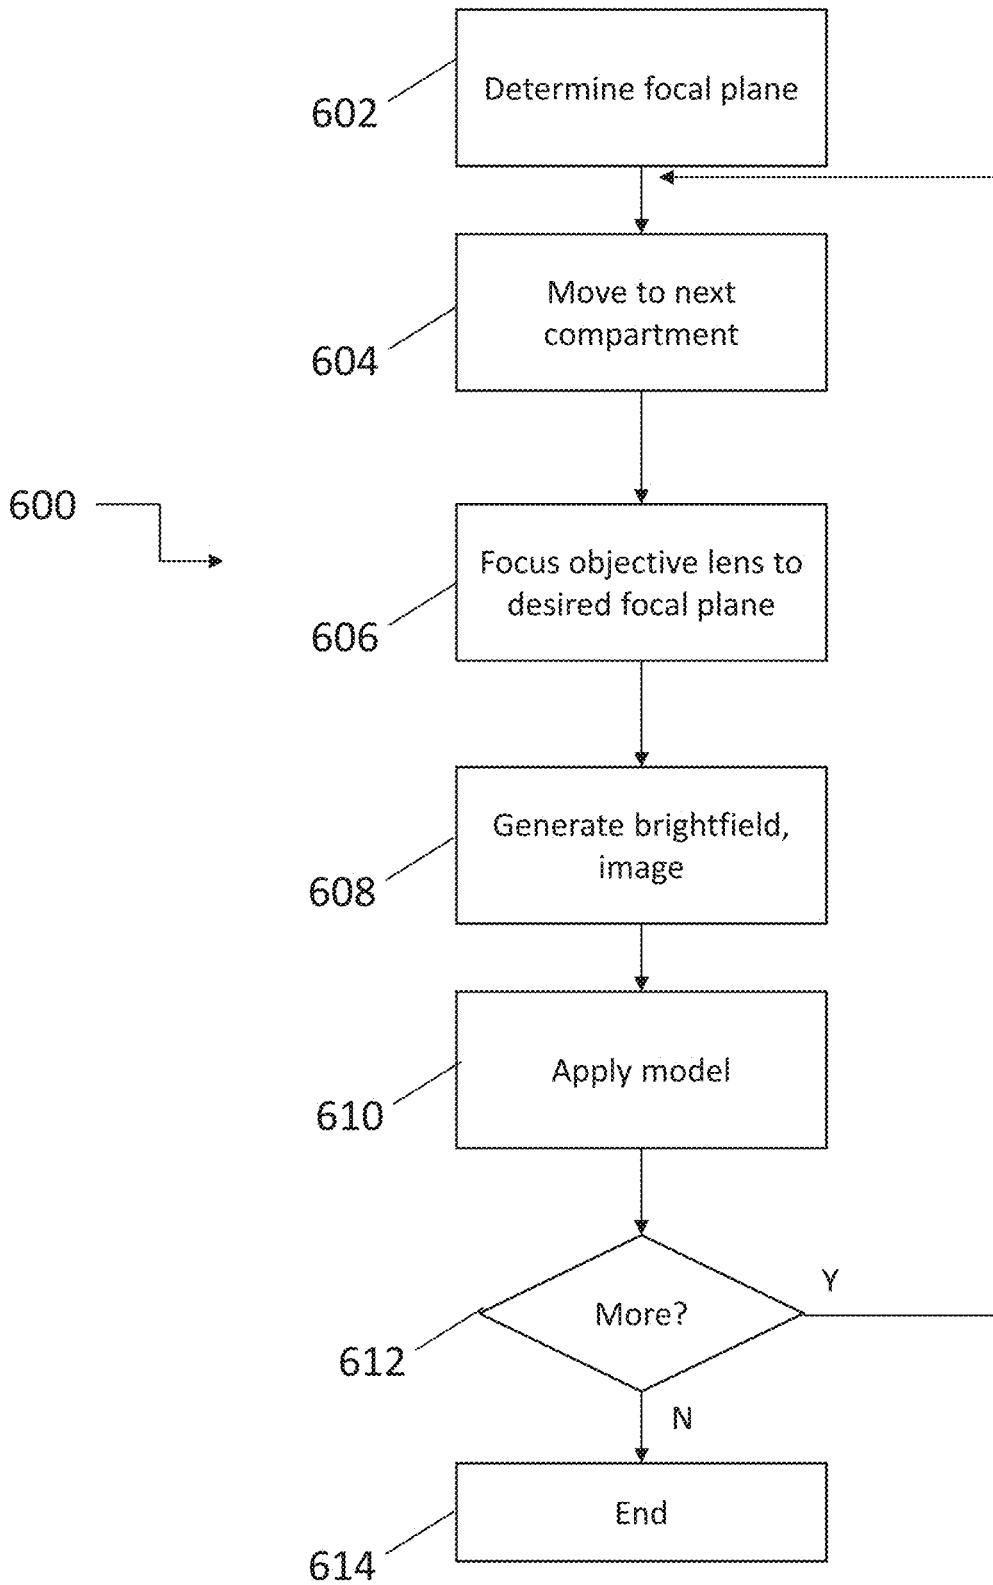 Determine focal plane
602
Move to next
compartment
604
600
Focus objective lens to
desired focal plane
606
Generate brightfield,
image
608
Apply model
610
Y
More?
612
N
End
614